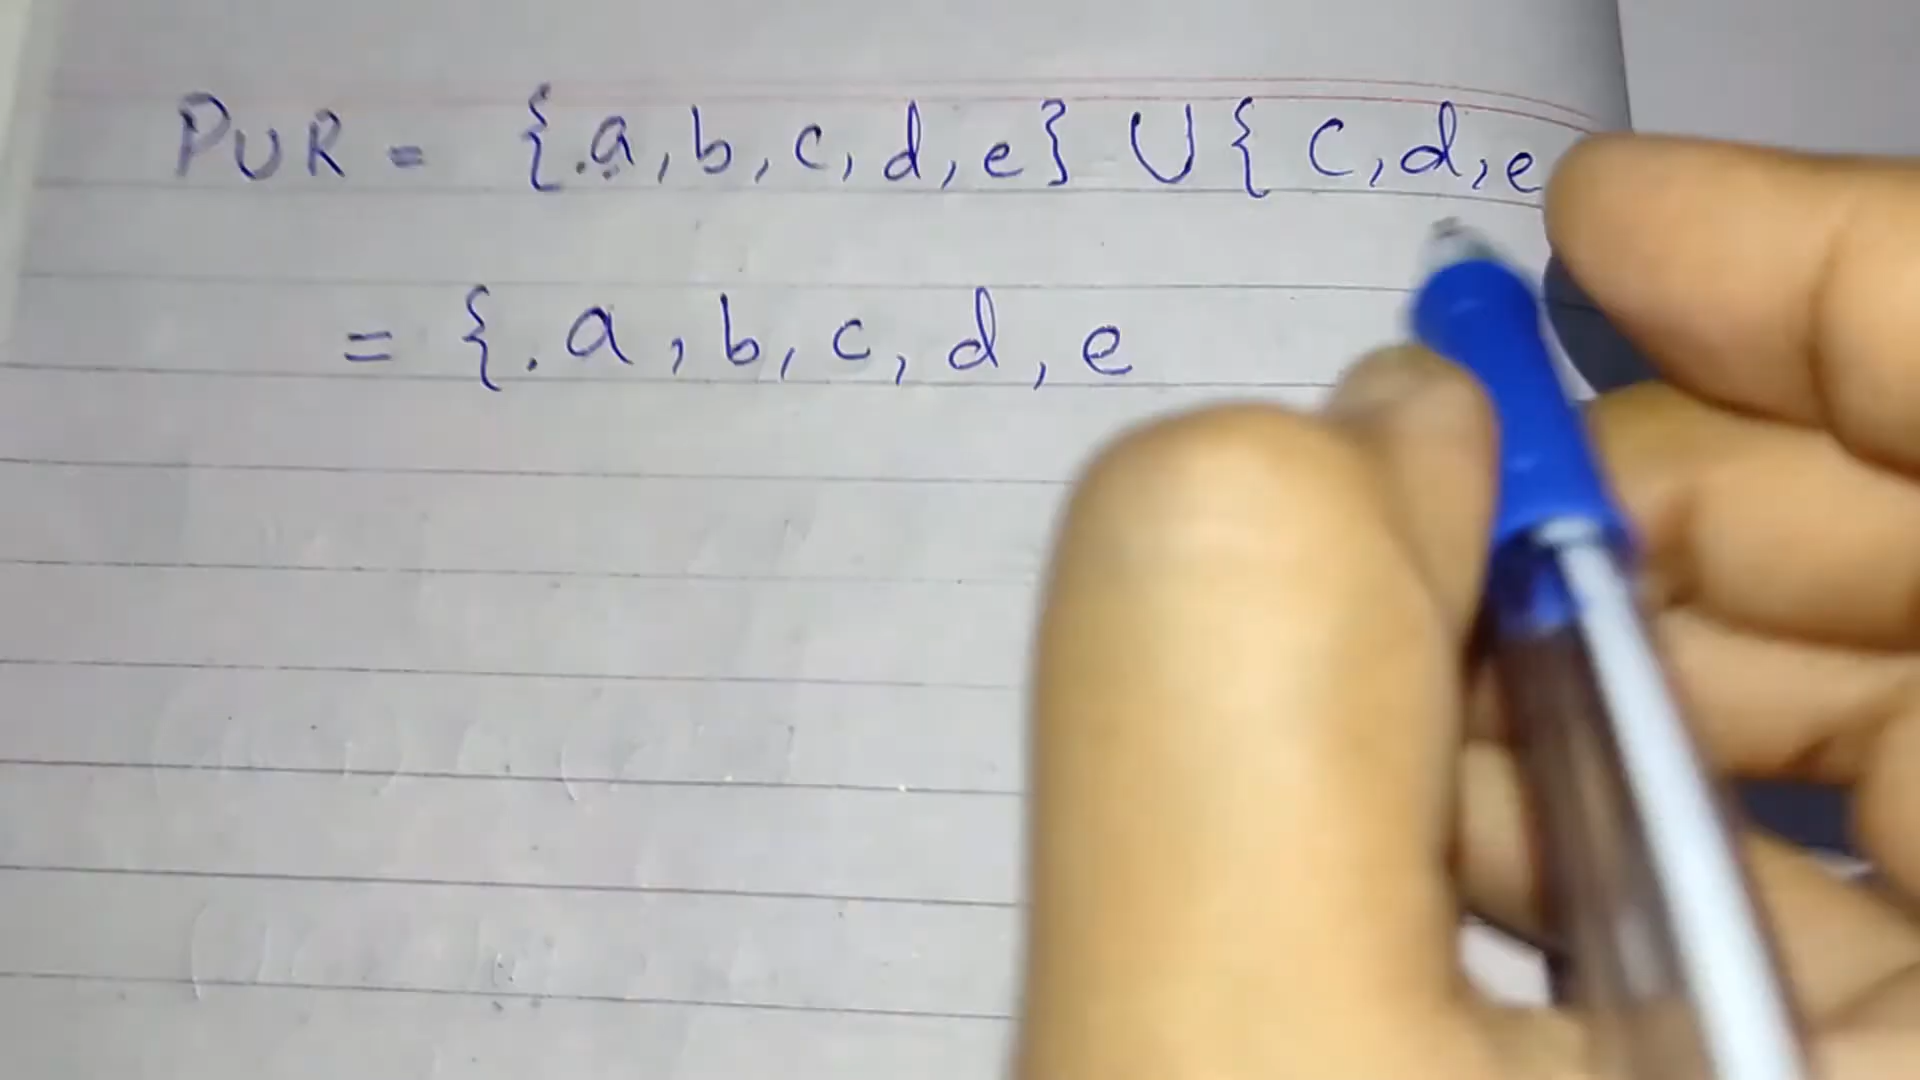 PUR = {.a, b, c, d, e} ∪ { c, d, e
= {. a, b, c, d, e